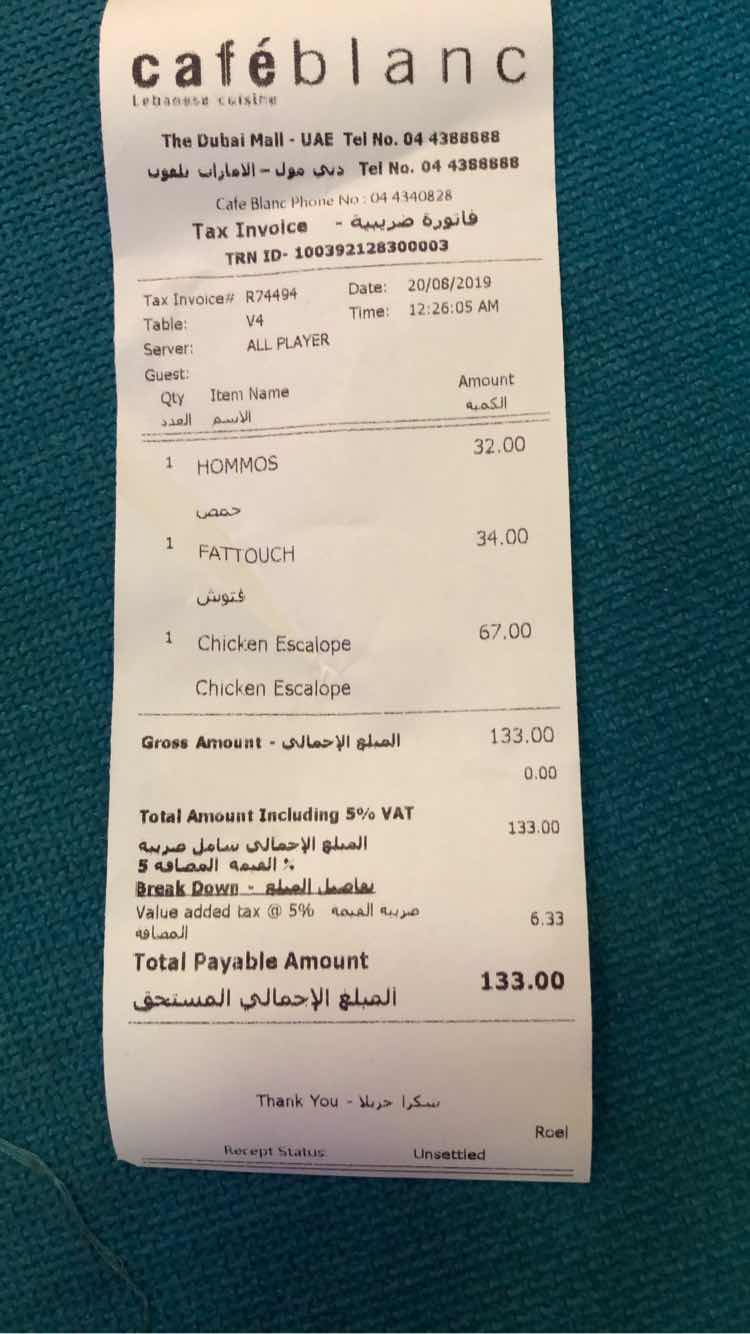 caféblanc
Lebanese cuisine
The Dubai Mall - UAE Tel No. 04 4388888
دبي مول - الامارات Tel No. 04 4388888
Cafe Blanc Phone No : 04 4340828
Tax Invoice - فاتورة ضريبية
TRN ID- 100392128300003
Tax Invoice# R74494 Date: 20/08/2019
Table: V4 Time: 12:26:05 AM
Server: ALL PLAYER
Guest:
Qty Item Name Amount
العدد الاسم الكمية
1 HOMMOS 32.00
حمص
1 FATTOUCH 34.00
فتوش
1 Chicken Escalope 67.00
Chicken Escalope
Gross Amount - المبلغ الإجمالي 133.00
0.00
Total Amount Including 5% VAT 133.00
المبلغ الإجمالي سامل ضريبة
% القيمة المضافة 5
Break Down - تفاصيل المبلغ
Value added tax @ 5% ضريبة القيمة 6.33
المضافة
Total Payable Amount 133.00
المبلغ الإجمالي المستحق
Thank You - سكرا جزيلا
Roel
Recept Status: Unsettled